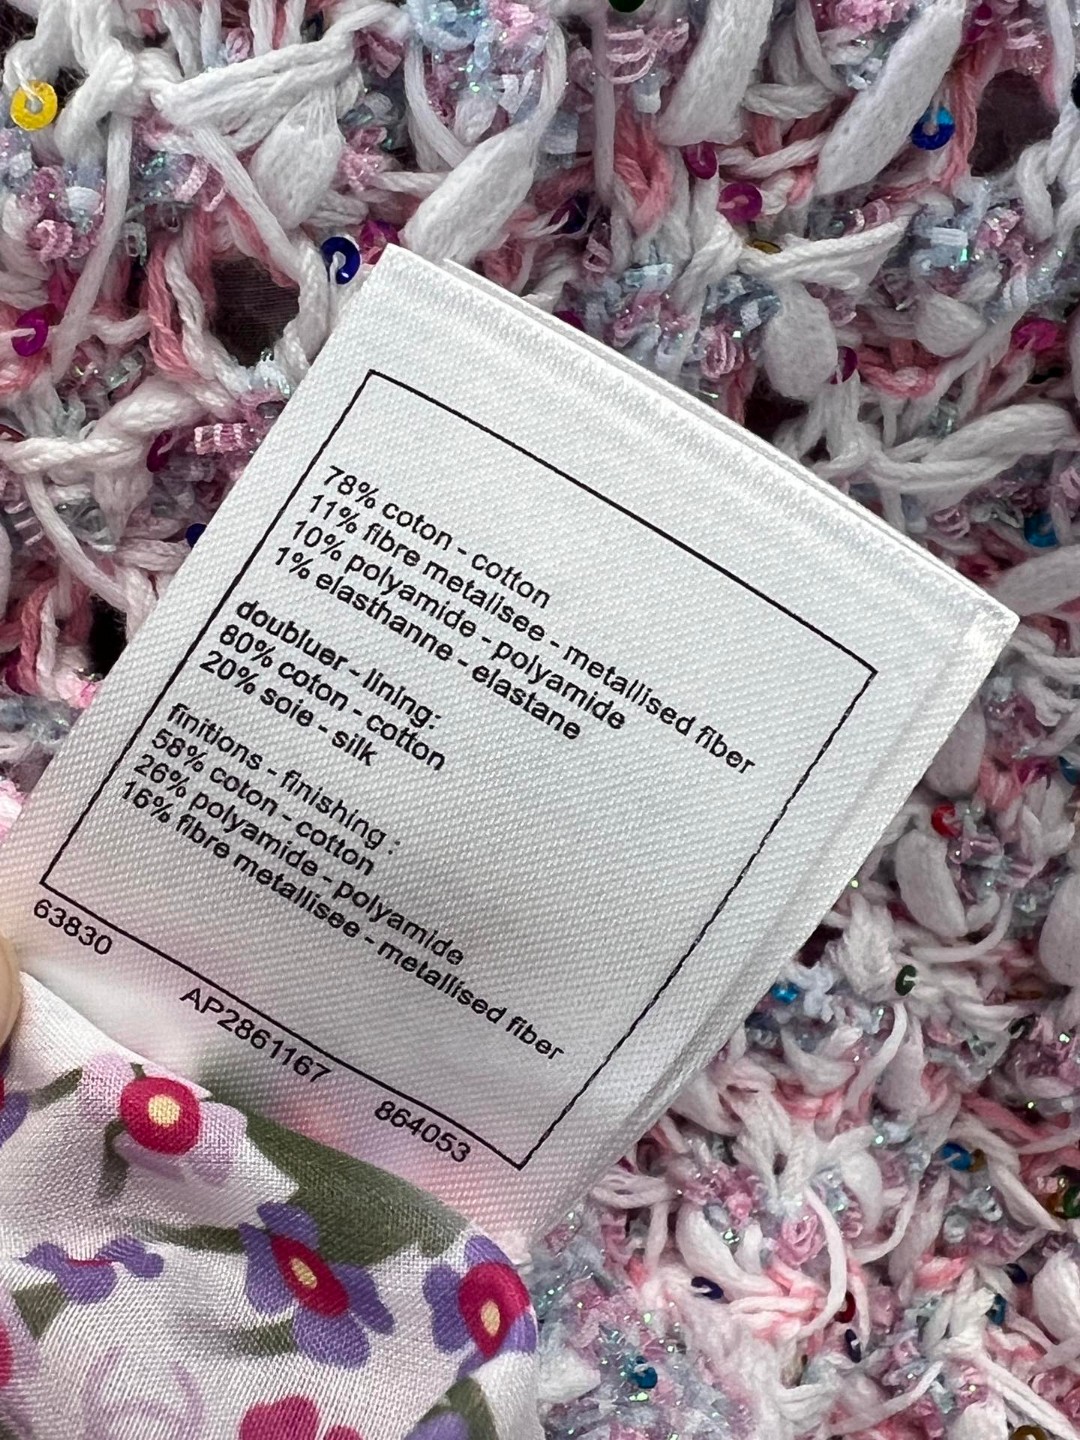 78% coton - cotton
11% fibre metalisee - metallised fiber
10% polyamide - polyamide
1% elasthanne - elastane
doubluer - lining:
80% coton - cotton
20% soie - silk
finitions - finishing :
58% coton - cotton
26% polyamide - polyamide
16% fibre metallisee - metallised fiber
63830 AP2861167 864053